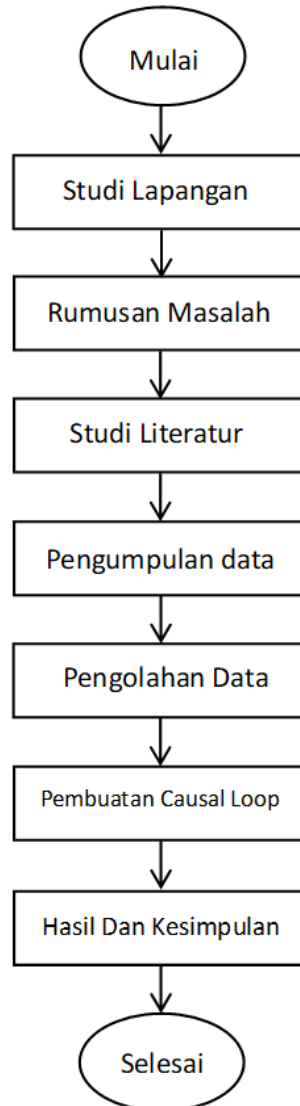 Mulai
Studi Lapangan
Rumusan Masalah
Studi Literatur
Pengumpulan data
Pengolahan Data
Pembuatan Causal Loop
Hasil Dan Kesimpulan
Selesai